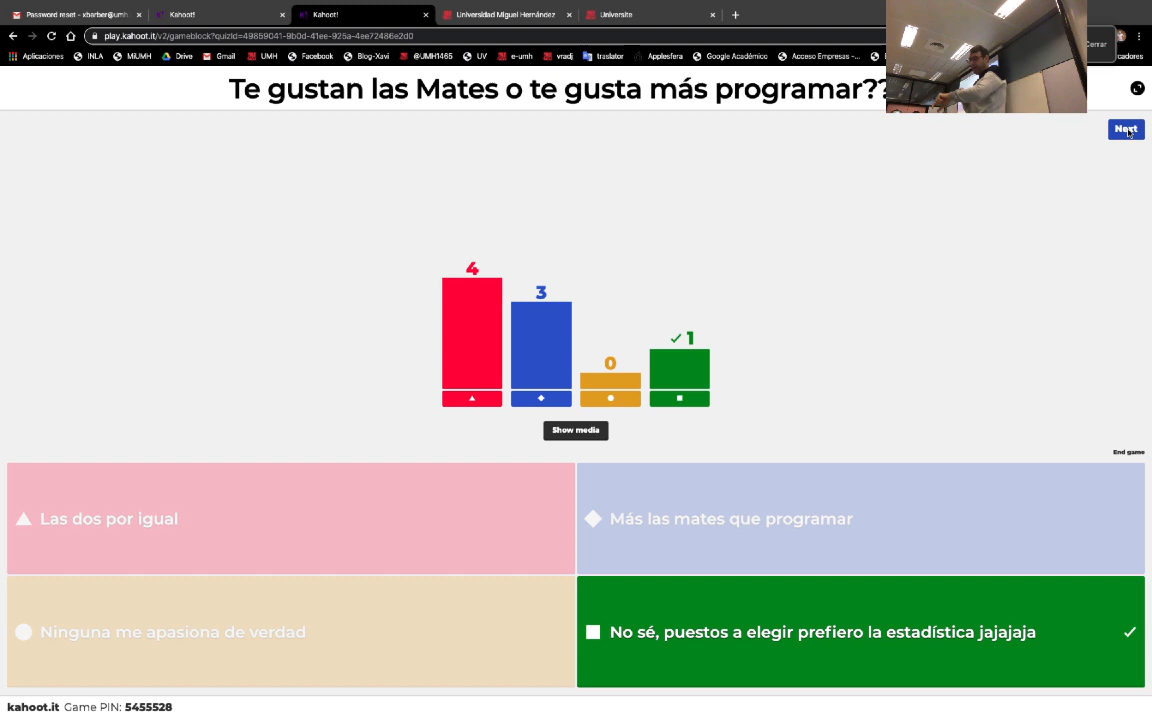 Password reset - xbarber@umh.
Kahoot!
Kahoot!
Universidad Miguel Hernández
Universite
play.kahoot.it/v2/gameblock?quizId=49859041-9b0d-41ee-925a-4ee72486e2d0
Cerrar
Aplicaciones INLA MiUMH Drive Gmail UMH Facebook Blog-Xavi @UMH1465 UV e-umh vradj traslator Applesfera Google Académico Acceso Empresas -...
Te gustan las Mates o te gusta más programar??
Next
4
3
0
1
Show media
End game
Las dos por igual
Más las mates que programar
Ninguna me apasiona de verdad
No sé, puestos a elegir prefiero la estadística jajajaja
kahoot.it Game PIN: 5455528